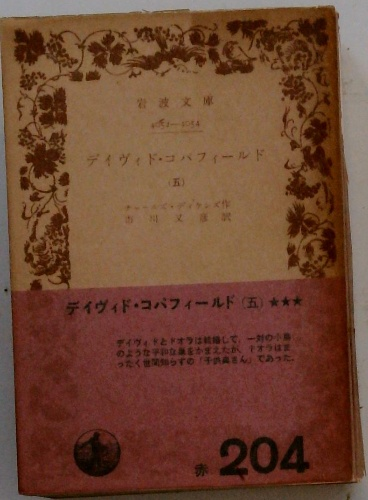 岩波文庫
デイヴィド・コパフィールド
(五)
チャールズ・ディケンズ作
市川又彦訳
デイヴィド・コパフィールド (五) ★★★
デイヴィドとドオラは結婚して、一対の小鳥
のような平和な巣をかまえたが、ドオラはま
ったく世間知らずの「子供奥さん」であった。
赤 204